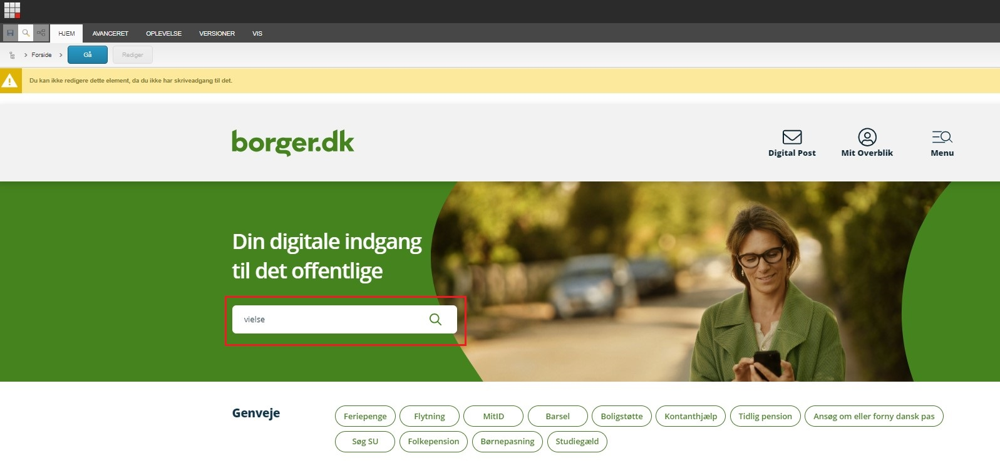 HJEM AVANCERET OPLEVELSE VERSIONER VIS
Forside Gå Rediger
Du kan ikke redigere dette element, da du ikke har skriveadgang til det.
borger.dk
Digital Post Mit Overblik Menu
Din digitale indgang
til det offentlige
vielse
Genveje
Feriepenge Flytning MitID Barsel Boligstøtte Kontanthjælp Tidlig pension Ansøg om eller forny dansk pas
Søg SU Folkepension Børnepasning Studiegæld